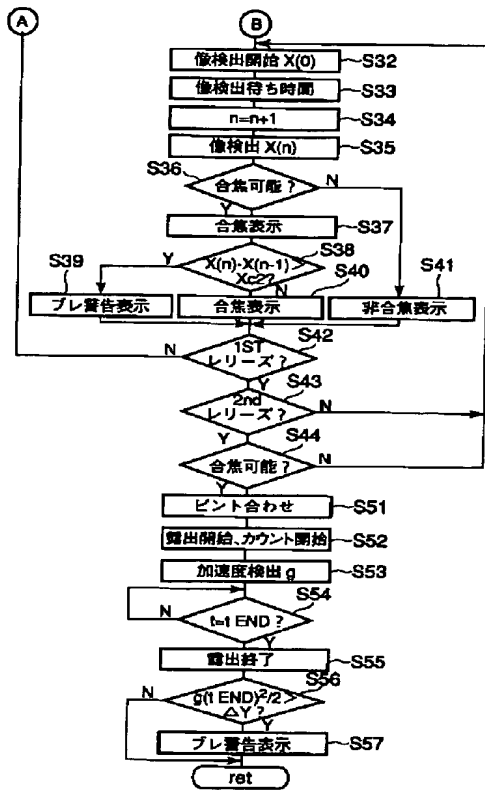 A
B
像検出開始 X(0)
S32
像検出待ち時間
S33
n=n+1
S34
像検出 X(n)
S35
S36
合焦可能?
N
Y
合焦表示
S37
S38
S39
Y
X(n)-X(n-1)>
Xc2?
N
S40
S41
ブレ警告表示
合焦表示
非合焦表示
S42
N
1ST
レリーズ?
Y
S43
2nd
レリーズ?
N
Y
S44
合焦可能?
N
Y
ピント合わせ
S51
露出開始、カウント開始
S52
加速度検出 g
S53
S54
t=t END?
N
Y
露出終了
S55
S56
N
g(t END)²/2>
△Y?
Y
ブレ警告表示
S57
ret